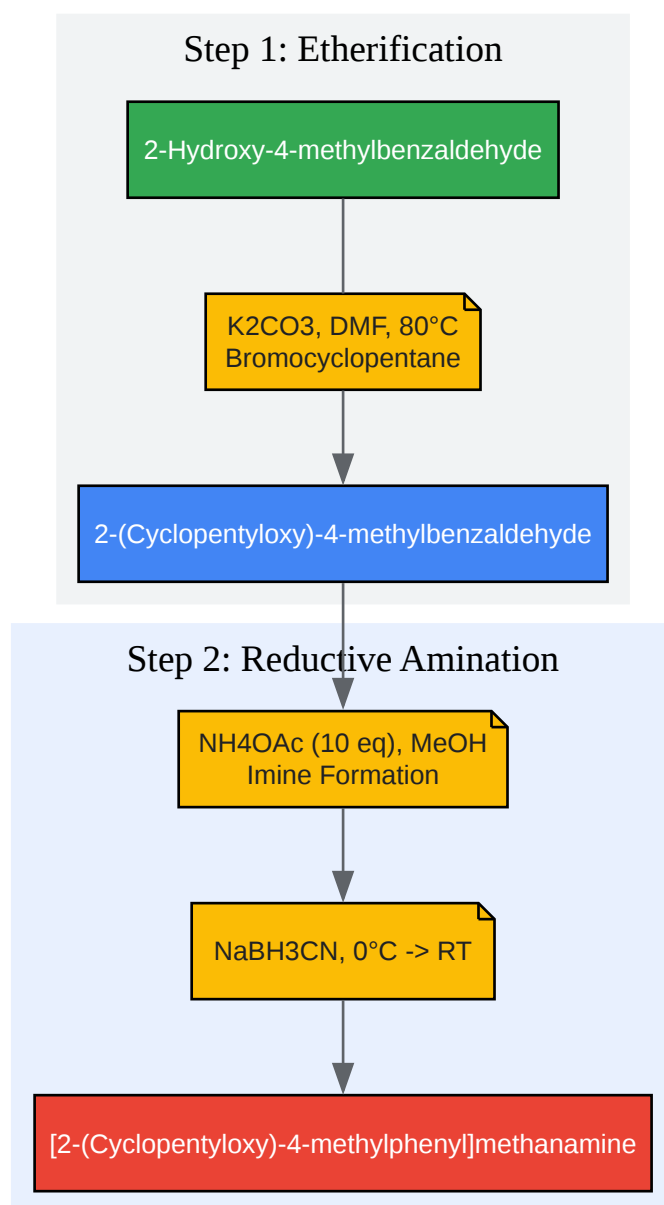 Step 1: Etherification
2-Hydroxy-4-methylbenzaldehyde
K2CO3, DMF, 80°C
Bromocyclopentane
2-(Cyclopentyloxy)-4-methylbenzaldehyde
Step 2: Reductive Amination
NH4OAc (10 eq), MeOH
Imine Formation
NaBH3CN, 0°C -> RT
[2-(Cyclopentyloxy)-4-methylphenyl]methanamine